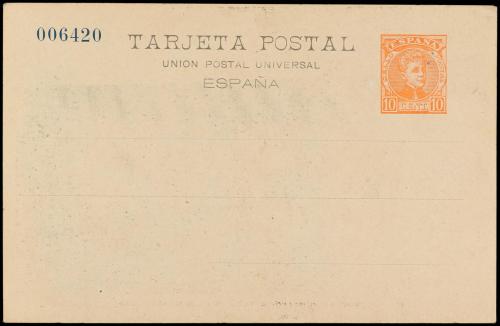 006420
TARJETA POSTAL
UNION POSTAL UNIVERSAL
ESPAÑA
ESPAÑA
10 CENT. 10